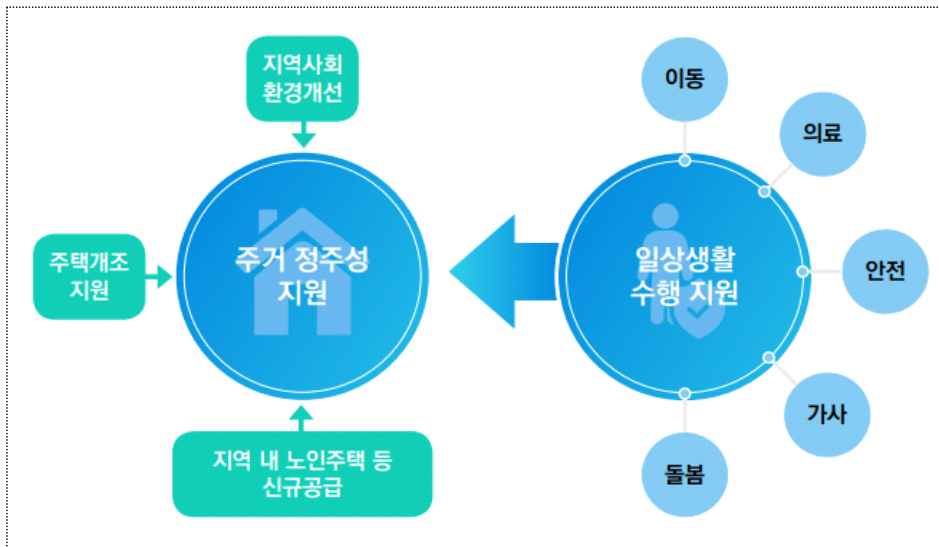 지역사회
환경개선
주택개조
지원
주거 정주성
지원
지역 내 노인주택 등
신규공급
일상생활
수행 지원
이동
의료
안전
가사
돌봄